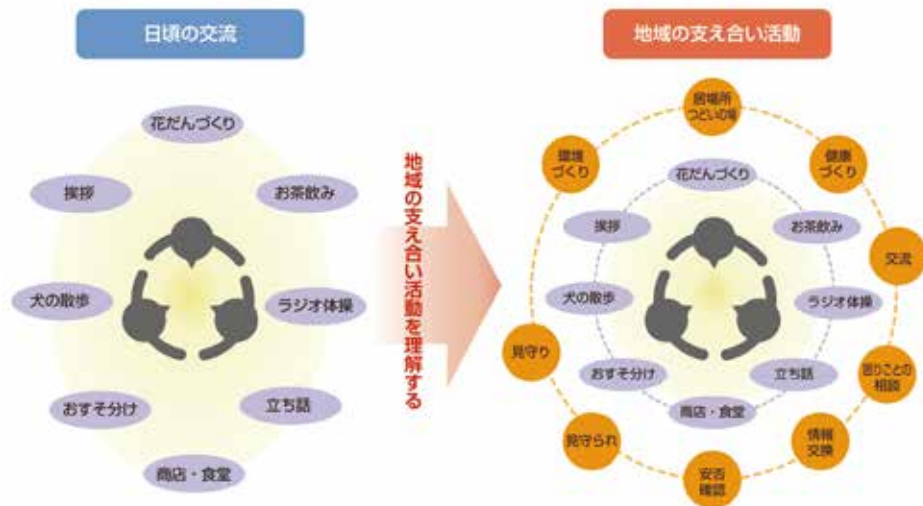 日頃の交流
花だんづくり
挨拶
お茶飲み
犬の散歩
ラジオ体操
おすそ分け
立ち話
商店・食堂
地域の支え合い活動を理解する
地域の支え合い活動
居場所
つどいの場
環境
づくり
健康
づくり
花だんづくり
挨拶
お茶飲み
交流
犬の散歩
ラジオ体操
見守り
おすそ分け
立ち話
困りごとの
相談
商店・食堂
見守られ
情報
交換
安否
確認